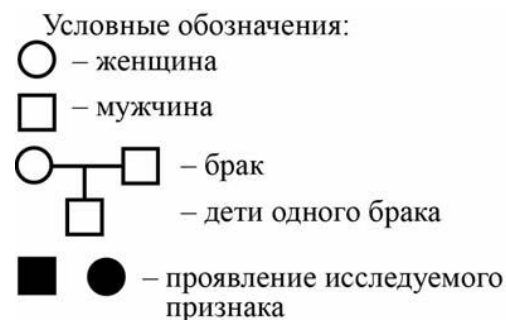 Условные обозначения:
– женщина
– мужчина
– брак
– дети одного брака
– проявление исследуемого
признака